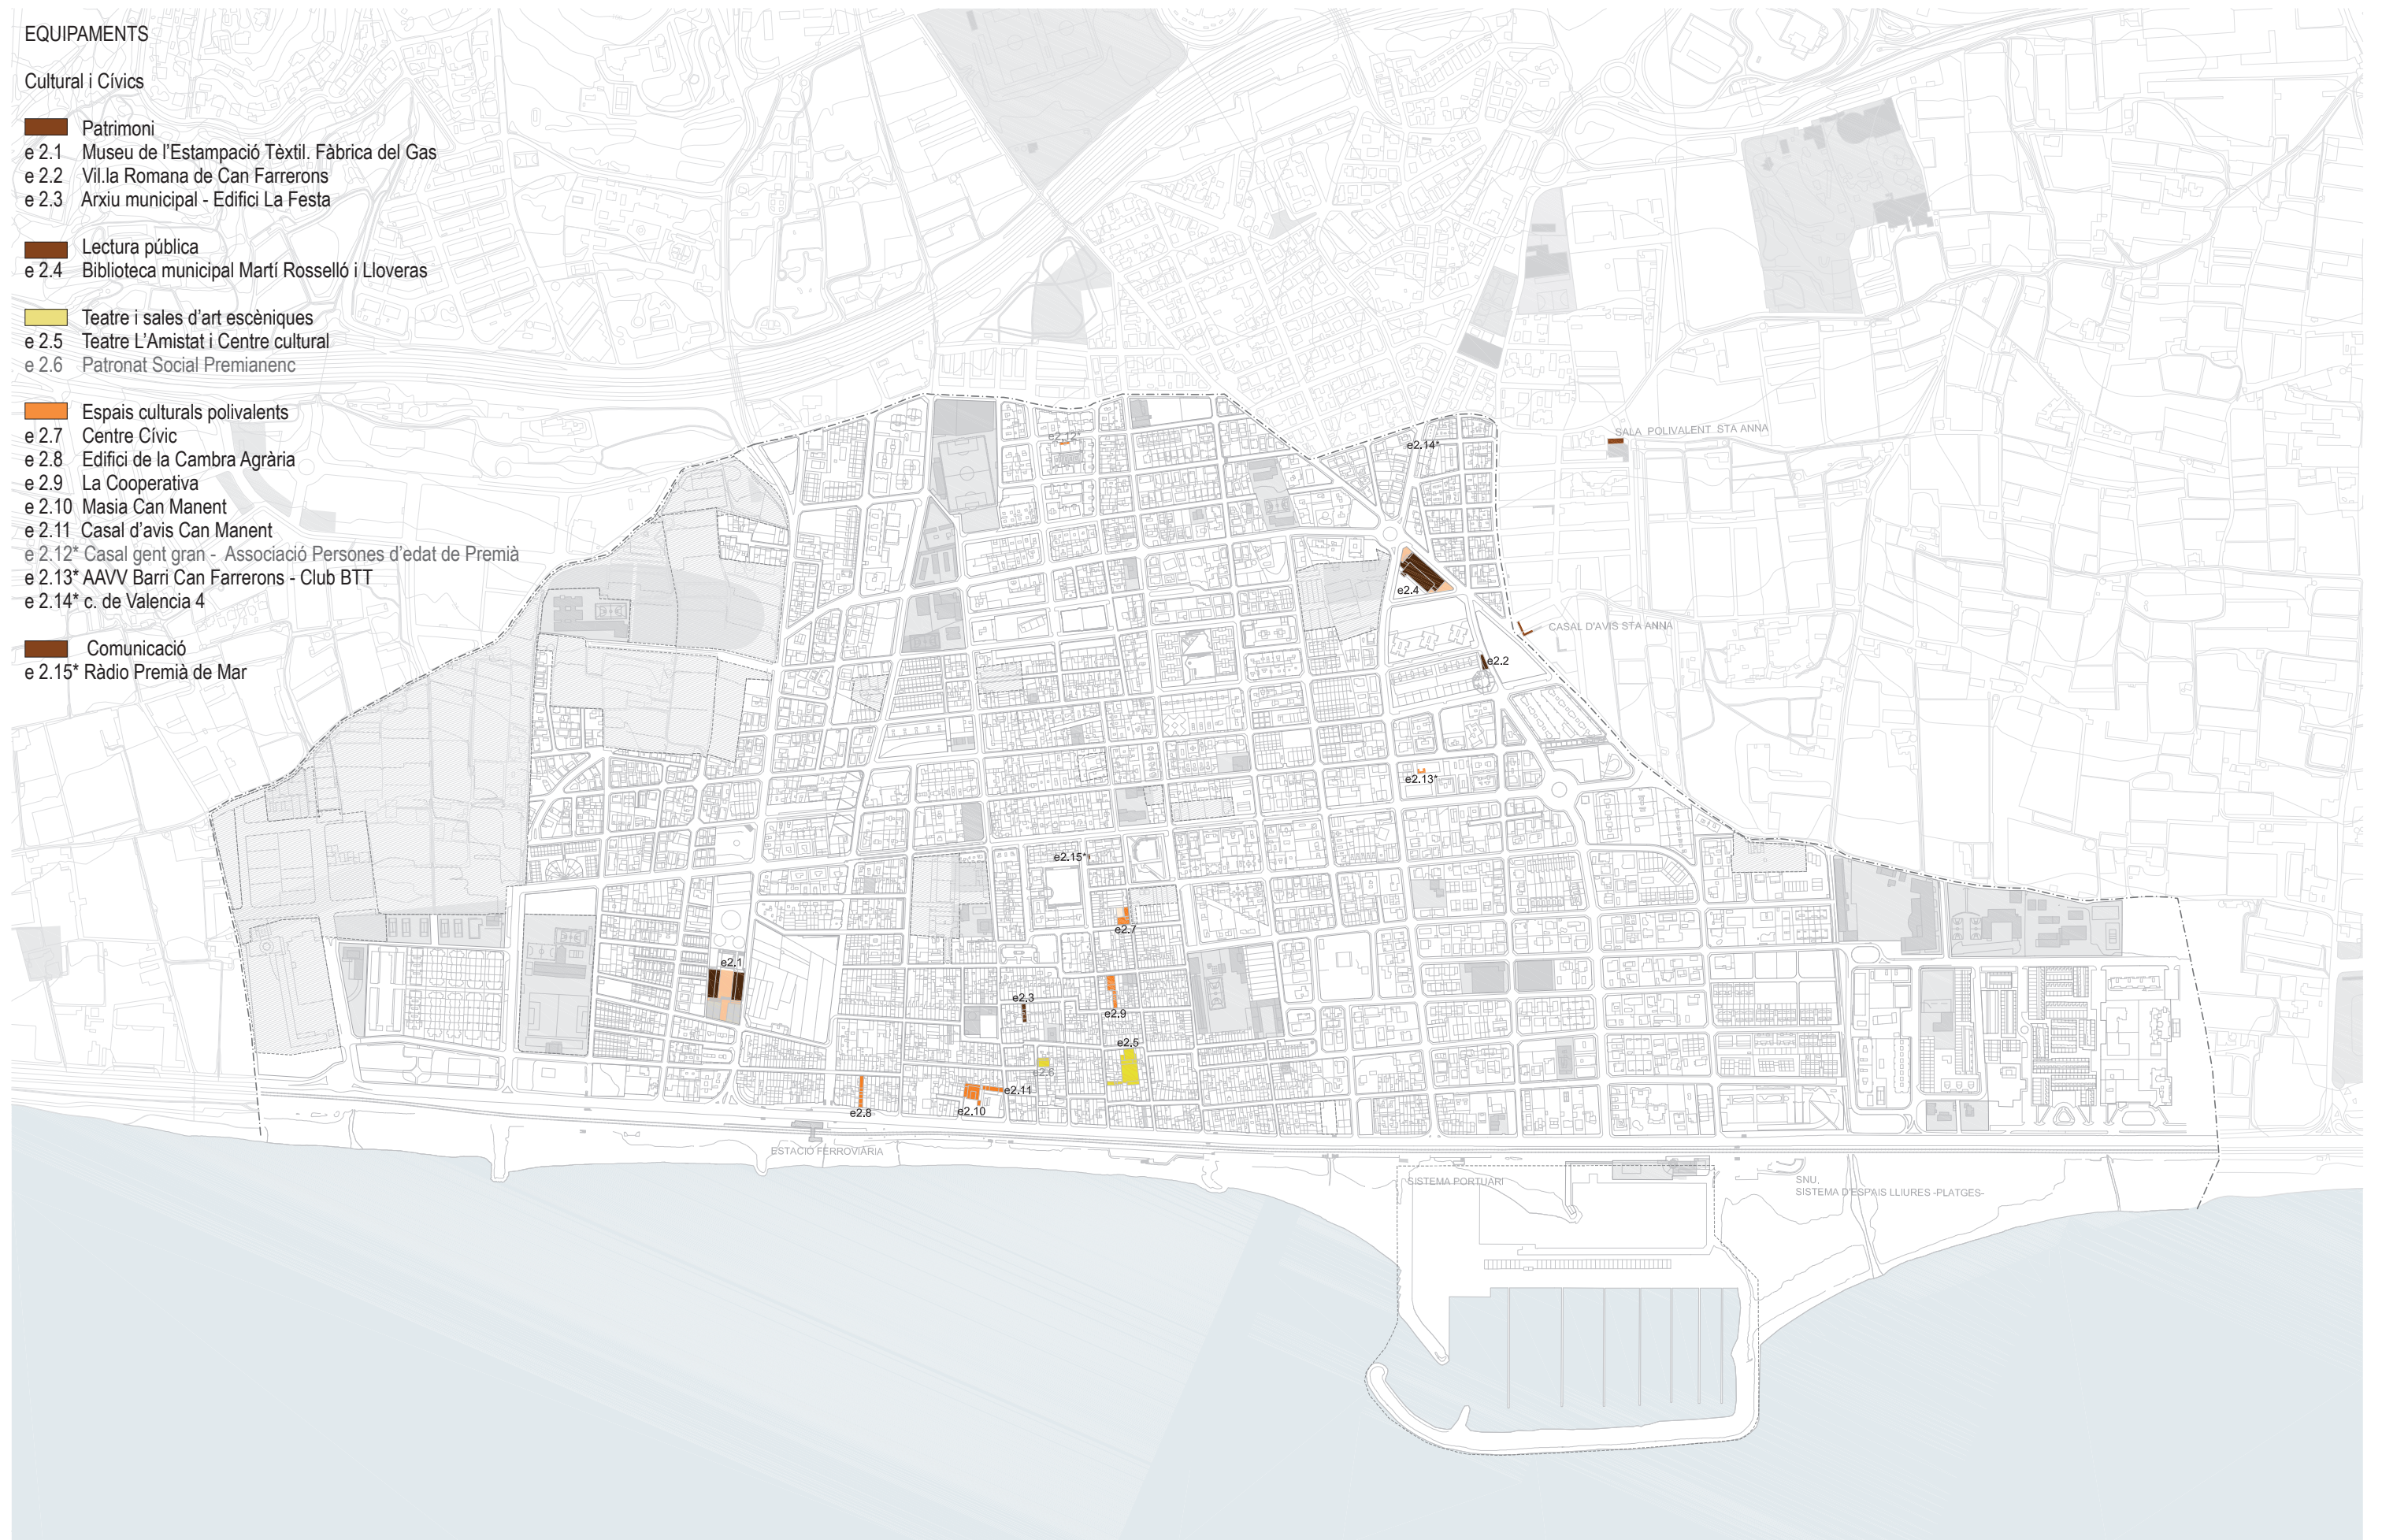 EQUIPAMENTS
Cultural i Cívics
Patrimoni
e 2.1 Museu de l'Estampació Tèxtil. Fàbrica del Gas
e 2.2 Vil.la Romana de Can Farrerons
e 2.3 Arxiu municipal - Edifici La Festa
Lectura pública
e 2.4 Biblioteca municipal Martí Rosselló i Lloveras
Teatre i sales d'art escèniques
e 2.5 Teatre L'Amistat i Centre cultural
e 2.6 Patronat Social Premianenc
Espais culturals polivalents
e 2.7 Centre Cívic
e 2.8 Edifici de la Cambra Agrària
e 2.9 La Cooperativa
e 2.10 Masia Can Manent
e 2.11 Casal d'avis Can Manent
e 2.12* Casal gent gran - Associació Persones d'edat de Premià
e 2.13* AAVV Barri Can Farrerons - Club BTT
e 2.14* c. de Valencia 4
Comunicació
e 2.15* Ràdio Premià de Mar
SALA POLIVALENT STA ANNA
e2.12*
e2.14*
e2.4
CASAL D'AVIS STA ANNA
e2.2
e2.13*
e2.15*
e2.7
e2.1
e2.3
e2.9
e2.5
e2.6
e2.11
e2.10
e2.8
ESTACIO FERROVIÀRIA
SISTEMA PORTUARI
SNU,
SISTEMA D'ESPAIS LLIURES -PLATGES-